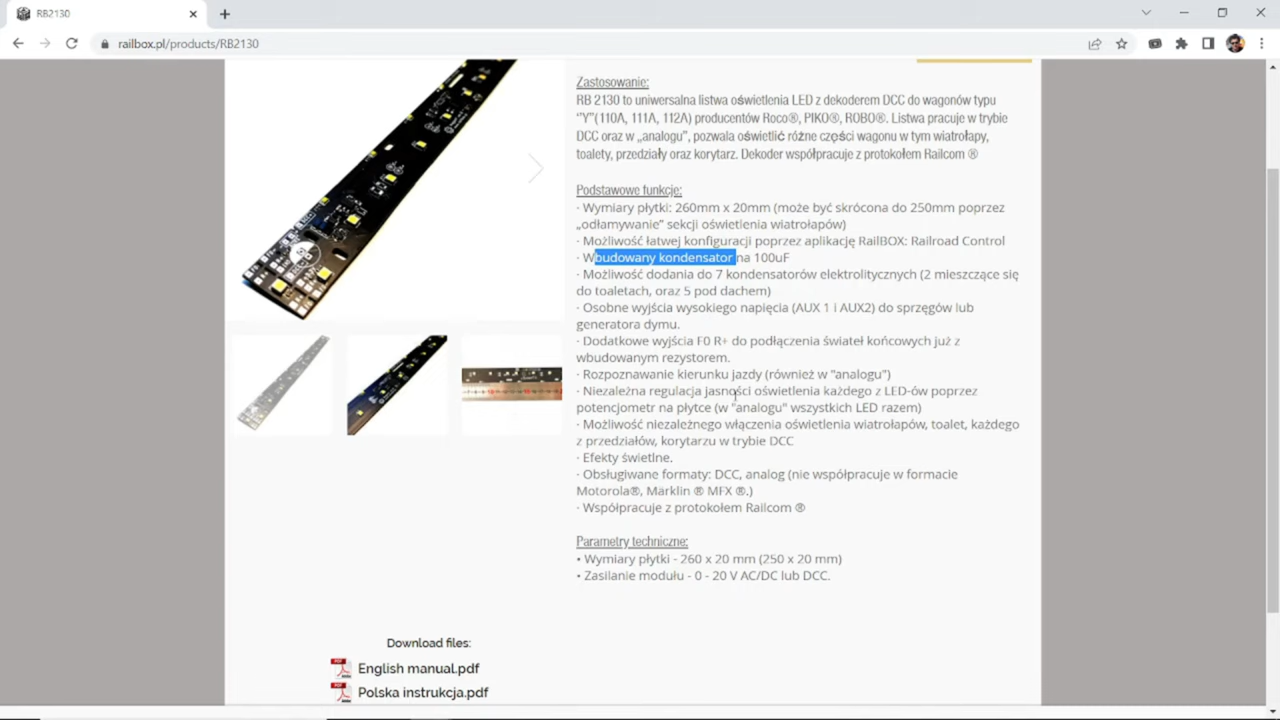 RB2130
railbox.pl/products/RB2130
Zastosowanie:
RB 2130 to uniwersalna listwa oświetlenia LED z dekoderem DCC do wagonów typu
‘’Y’’(110A, 111A, 112A) producentów Roco®, PIKO®, ROBO®. Listwa pracuje w trybie
DCC oraz w „analogu”, pozwala oświetlić różne części wagonu w tym wiatrołapy,
toalety, przedziały oraz korytarz. Dekoder współpracuje z protokołem Railcom ®
Podstawowe funkcje:
· Wymiary płytki: 260mm x 20mm (może być skrócona do 250mm poprzez
„odłamywanie” sekcji oświetlenia wiatrołapów)
· Możliwość łatwej konfiguracji poprzez aplikację RailBOX: Railroad Control
· Wbudowany kondensator na 100uF
· Możliwość dodania do 7 kondensatorów elektrolitycznych (2 mieszczące się
do toaletach, oraz 5 pod dachem)
· Osobne wyjścia wysokiego napięcia (AUX 1 i AUX2) do sprzęgów lub
generatora dymu.
· Dodatkowe wyjścia F0 R+ do podłączenia świateł końcowych już z
wbudowanym rezystorem.
· Rozpoznawanie kierunku jazdy (również w "analogu")
· Niezależna regulacja jasności oświetlenia każdego z LED-ów poprzez
potencjometr na płytce (w "analogu" wszystkich LED razem)
· Możliwość niezależnego włączenia oświetlenia wiatrołapów, toalet, każdego
z przedziałów, korytarzu w trybie DCC
· Efekty świetlne.
· Obsługiwane formaty: DCC, analog (nie współpracuje w formacie
Motorola®, Märklin ® MFX ®.)
· Współpracuje z protokołem Railcom ®
Parametry techniczne:
• Wymiary płytki - 260 x 20 mm (250 x 20 mm)
• Zasilanie modułu - 0 - 20 V AC/DC lub DCC.
Download files:
English manual.pdf
Polska instrukcja.pdf